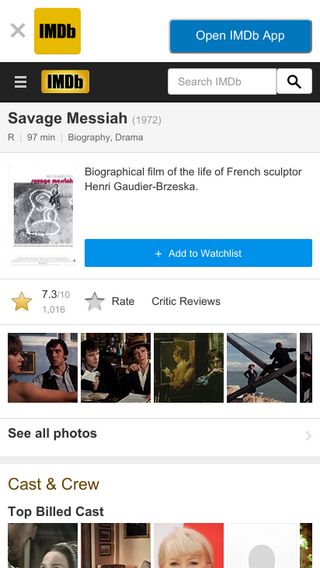 IMDb
Open IMDb App
IMDb
Search IMDb
Savage Messiah (1972)
R | 97 min | Biography, Drama
savage messiah
Biographical film of the life of French sculptor
Henri Gaudier-Brzeska.
+ Add to Watchlist
7.3/10
1,016
Rate
Critic Reviews
See all photos
Cast & Crew
Top Billed Cast